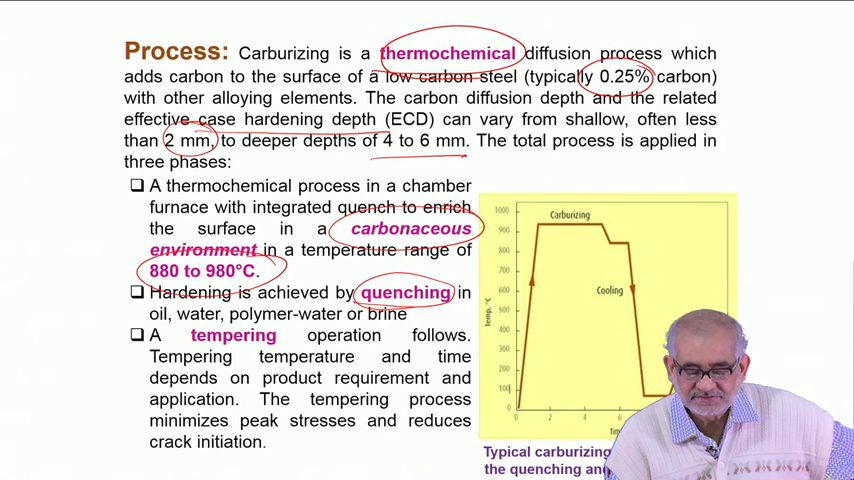 Process: Carburizing is a thermochemical diffusion process which
adds carbon to the surface of a low carbon steel (typically 0.25% carbon)
with other alloying elements. The carbon diffusion depth and the related
effective case hardening depth (ECD) can vary from shallow, often less
than 2 mm, to deeper depths of 4 to 6 mm. The total process is applied in
three phases:
❑ A thermochemical process in a chamber
furnace with integrated quench to enrich
the surface in a carbonaceous
environment in a temperature range of
880 to 980°C.
❑ Hardening is achieved by quenching in
oil, water, polymer-water or brine
❑ A tempering operation follows.
Tempering temperature and time
depends on product requirement and
application. The tempering process
minimizes peak stresses and reduces
crack initiation.
Temp, °C
1000
900
800
700
600
500
400
300
200
100
0
Carburizing
Cooling
0 2 4 6
Typical carburizing
the quenching